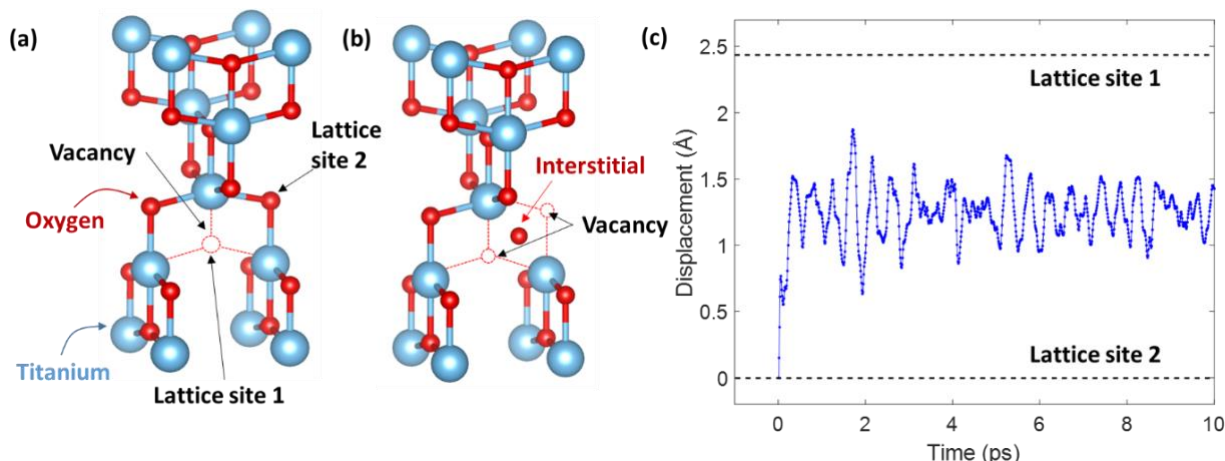 (a)
Vacancy
Oxygen
Titanium
Lattice
site 2
Lattice site 1
(b)
Interstitial
Vacancy
(c)
Displacement (Å)
2.5
2
1.5
1
0.5
0
Lattice site 1
Lattice site 2
0 2 4 6 8 10
Time (ps)